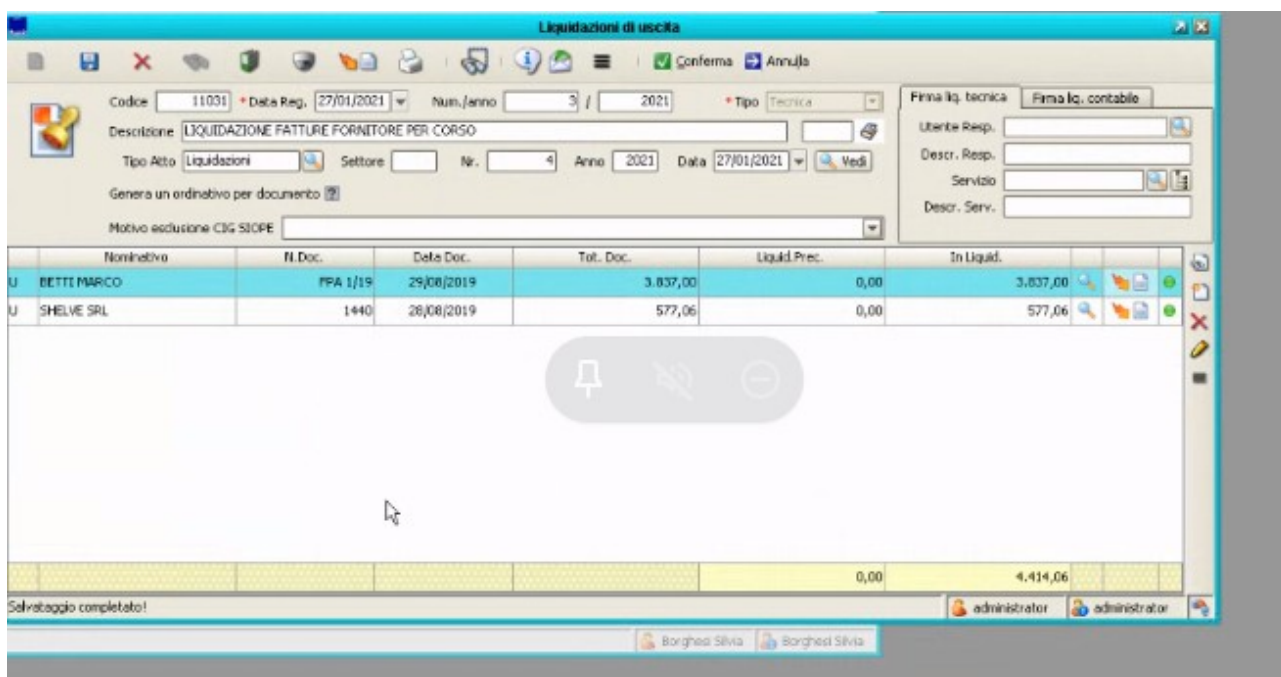 Liquidazioni di uscita
Conferma Annulla
Codice 11031 * Data Reg. 27/01/2021 Num./anno 3 / 2021 * Tipo Tecnica
Descrizione LIQUIDAZIONE FATTURE FORNITORE PER CORSO
Tipo Atto Liquidazioni Settore Nr. 4 Anno 2021 Data 27/01/2021 Vedi
Genera un ordinativo per documento ?
Motivo esclusione CIG SIOPE
Firma liq. tecnica Firma liq. contabile
Utente Resp.
Descr. Resp.
Servizio
Descr. Serv.
Nominativo N.Doc. Data Doc. Tot. Doc. Liquid.Prec. In Liquid.
U BETTI MARCO FPA 1/19 29/08/2019 3.837,00 0,00 3.837,00
U SHELVE SRL 1440 28/08/2019 577,06 0,00 577,06
0,00 4.414,06
Salvataggio completato! administrator administrator
Borghesi Silvia Borghesi Silvia